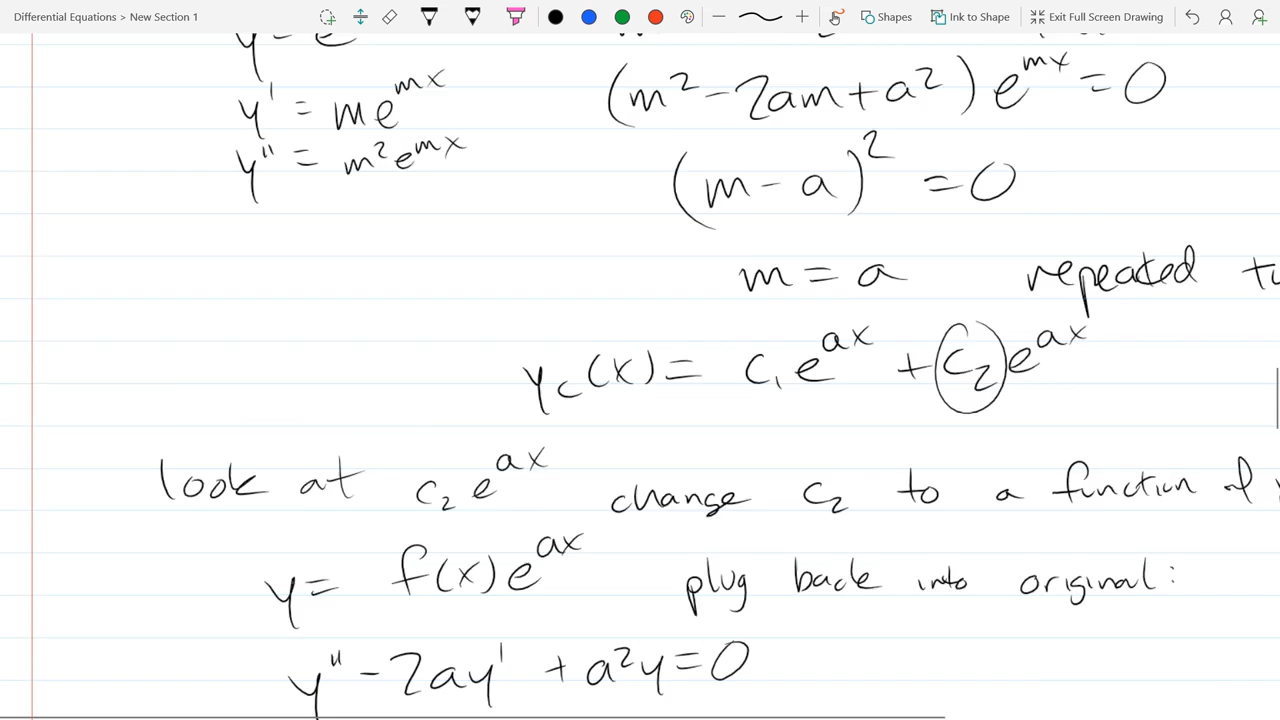 Differential Equations > New Section 1
Shapes
Ink to Shape
Exit Full Screen Drawing
y' = me^{mx}
y'' = m²e^{mx}
(m² - 2am + a²) e^{mx} = 0
(m - a)² = 0
m = a repeated
y_c(x) = c₁e^{ax} + c₂e^{ax}
look at c₂e^{ax} change c₂ to a function of
y = f(x)e^{ax} plug back into original:
y'' - 2ay' + a²y = 0